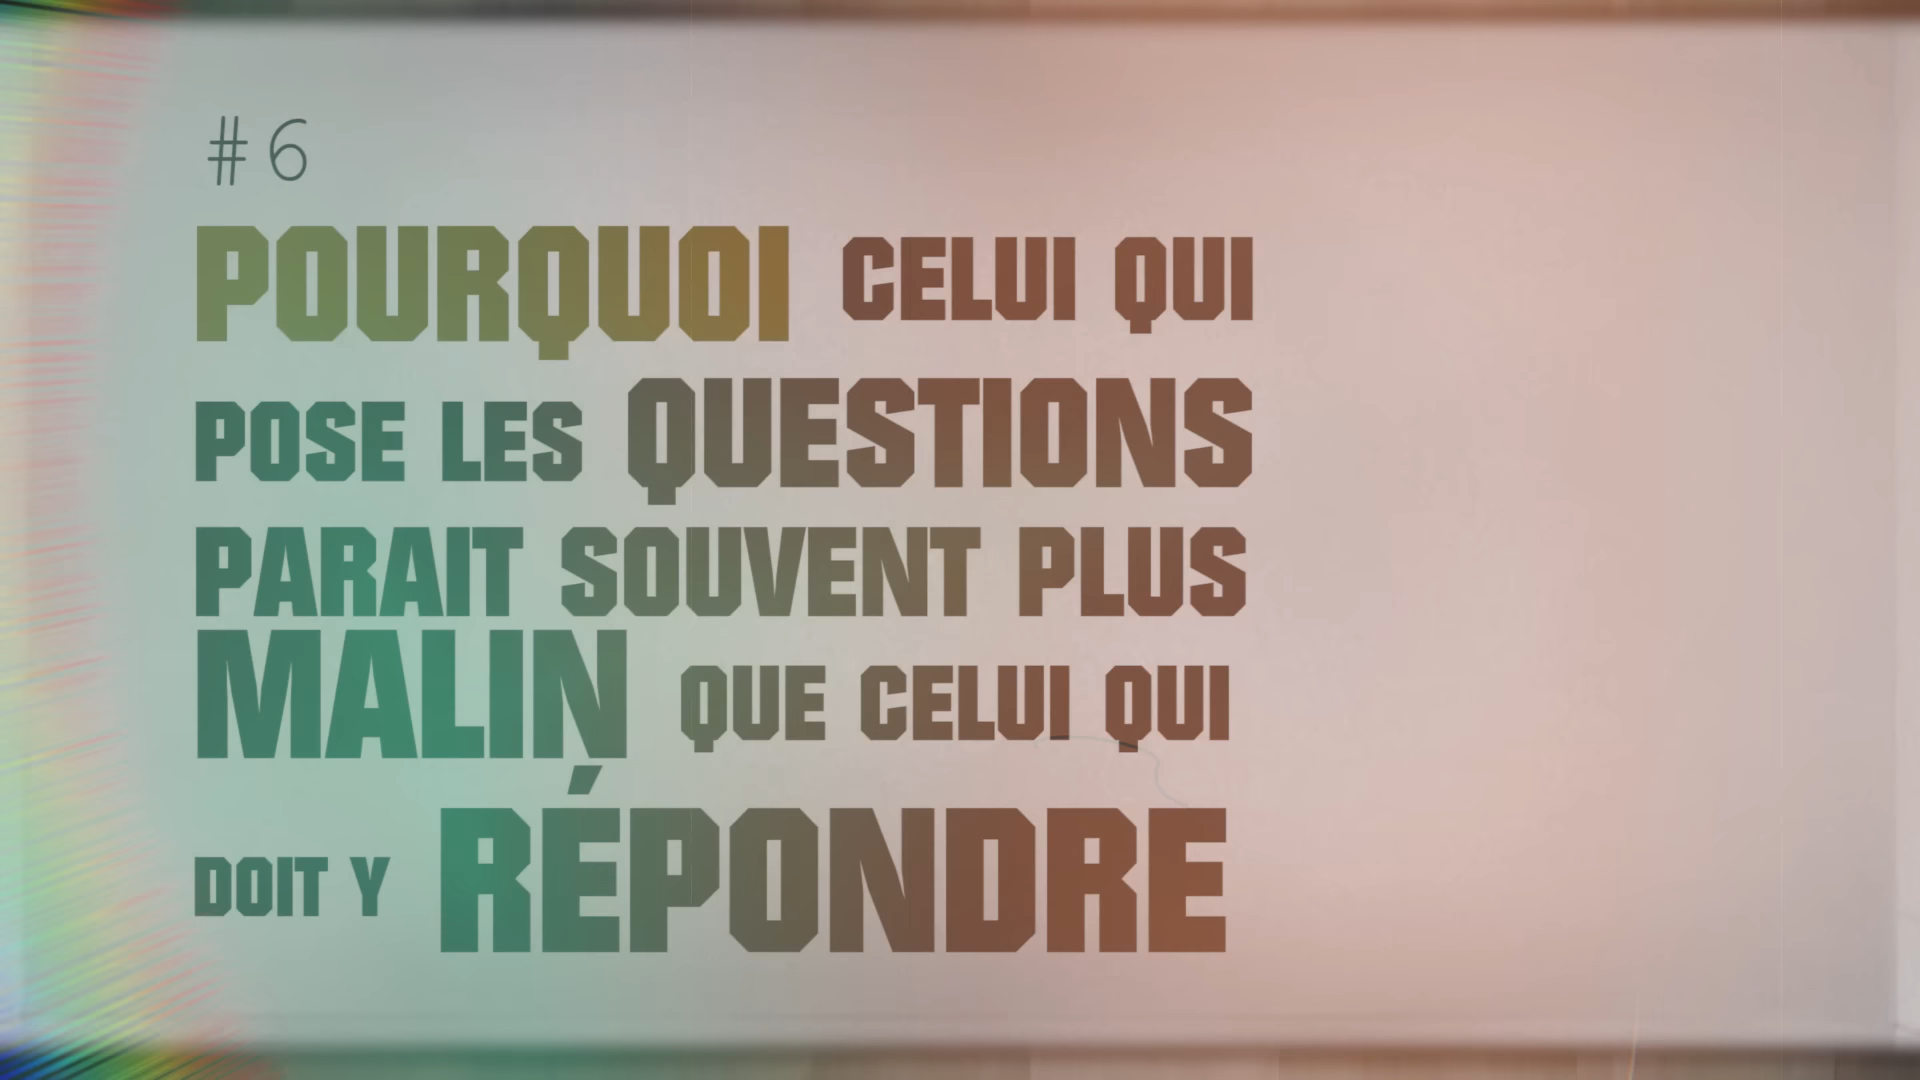 #6
POURQUOI CELUI QUI
POSE LES QUESTIONS
PARAIT SOUVENT PLUS
MALIN QUE CELUI QUI
DOIT Y RÉPONDRE